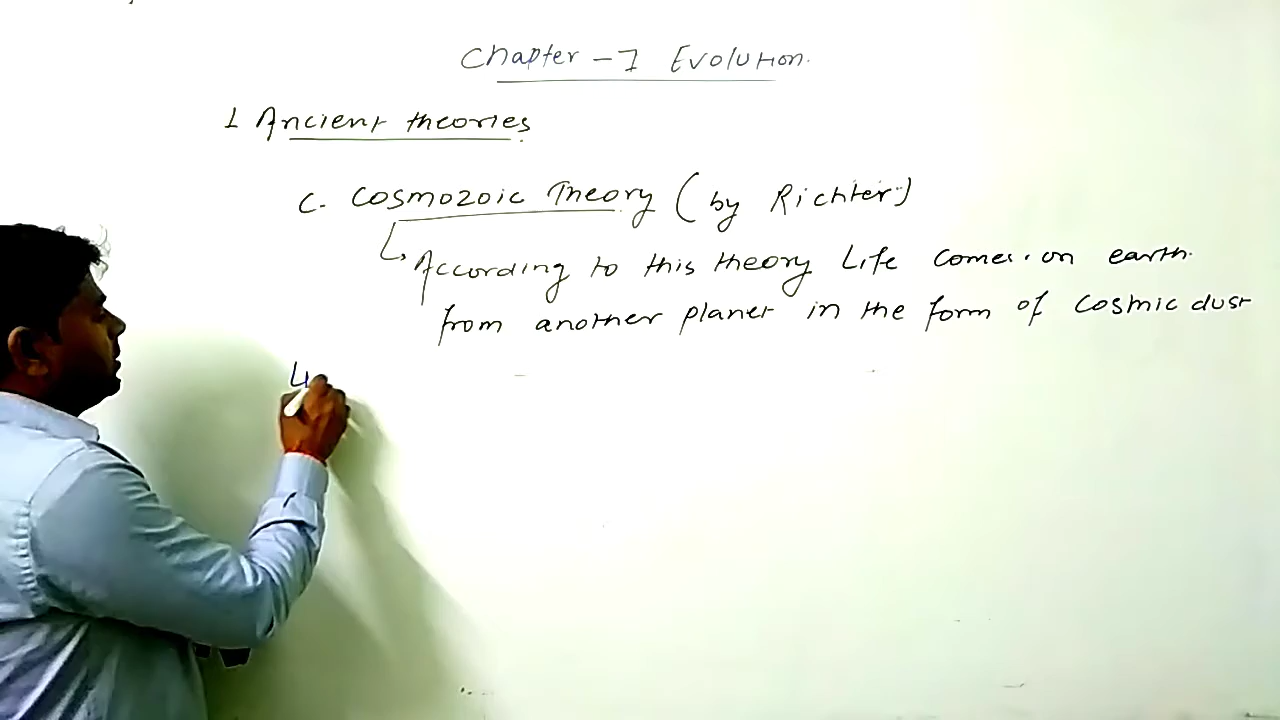 Chapter - 7 Evolution.
1 Ancient theories
C. Cosmozoic Theory (by Richter)
According to this theory Life comes on earth.
from another planet in the form of cosmic dust
4